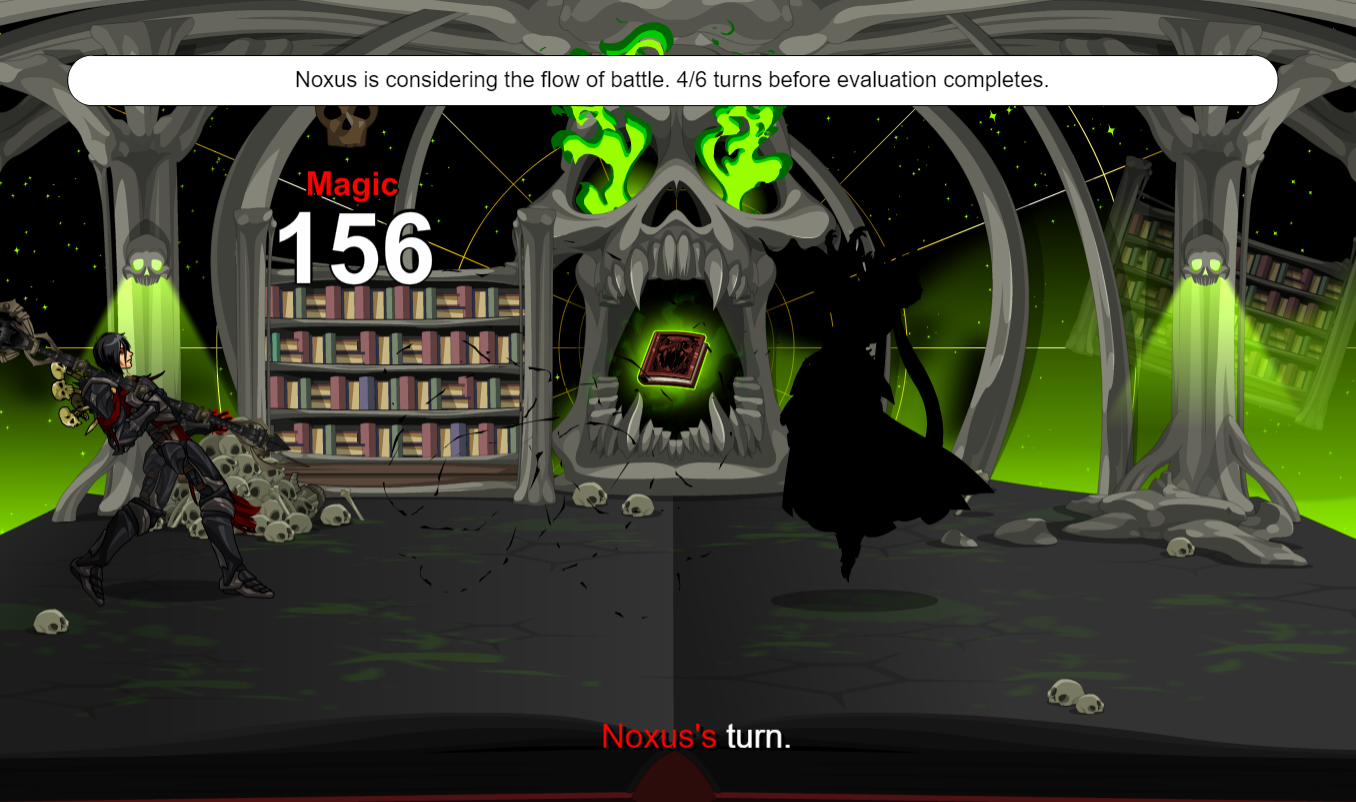 Noxus is considering the flow of battle. 4/6 turns before evaluation completes.
Magic
156
Noxus's turn.